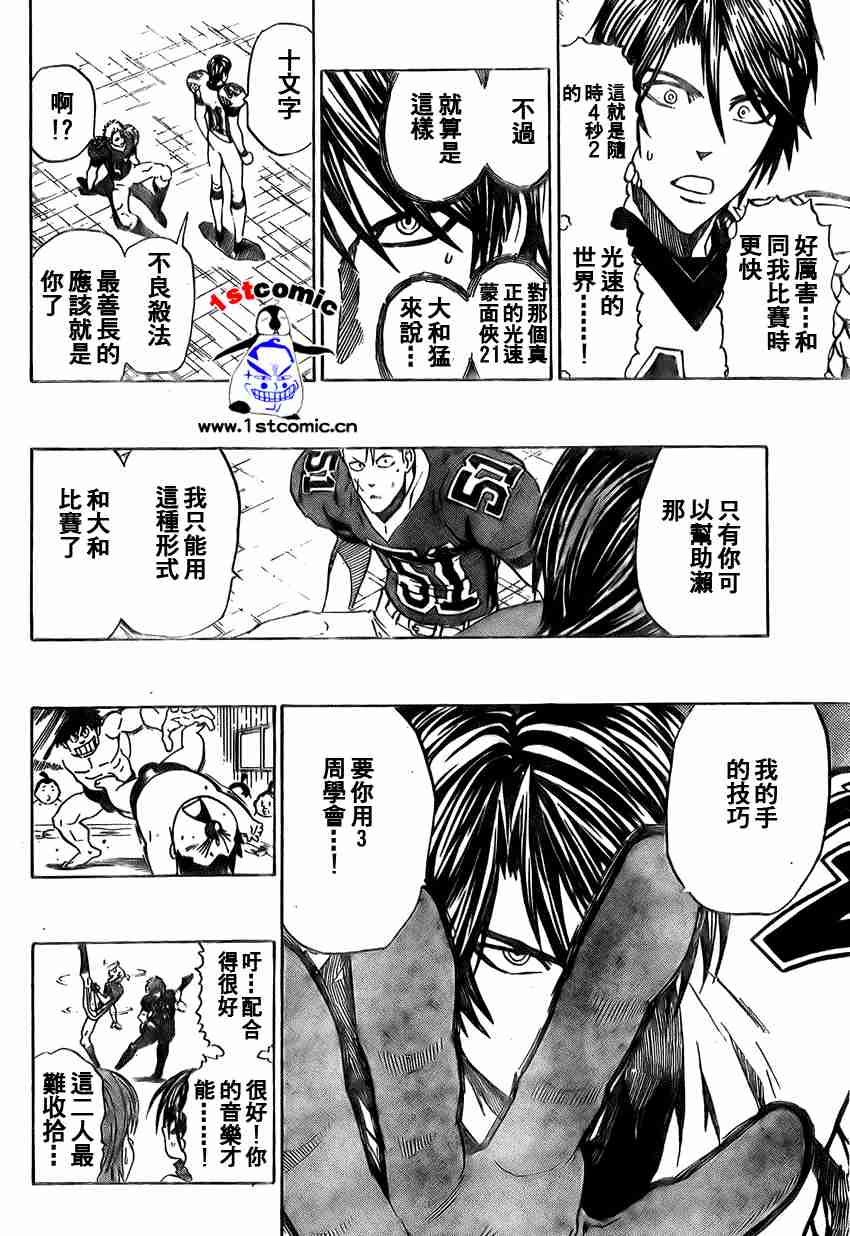 這就是隨
時4秒2
的
好厲害…和
同我比賽時
更快
光速的
世界………!
不過
就算是
這樣
對那個真
正的光速
蒙面俠21
大和猛
來說…
十文字
啊!?
不良殺法
最善長的
應該就是
你了
1stcomic
www.1stcomic.cn
只有你可
以幫助瀨
那
我只能用
這種形式
和大和
比賽了
51
51
51
我的手
的技巧
要你用3
周學會…!
吁…配合
得很好
很好!你
的音樂才
能……!
這二人最
難收拾…